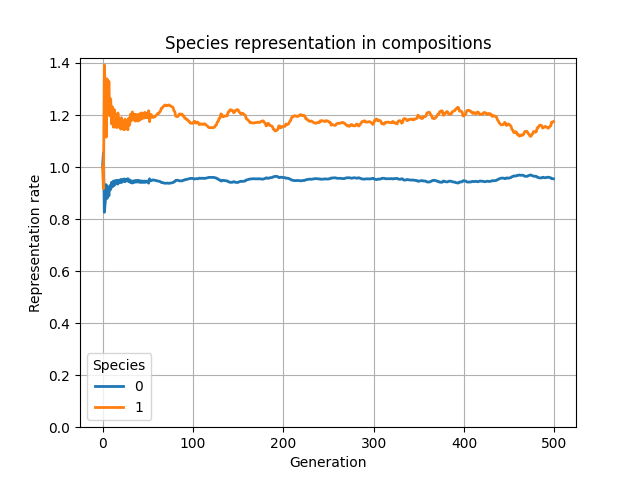 Species representation in compositions
Representation rate
1.4
1.2
1.0
0.8
0.6
0.4
0.2
0.0
Species
0
1
0 100 200 300 400 500
Generation